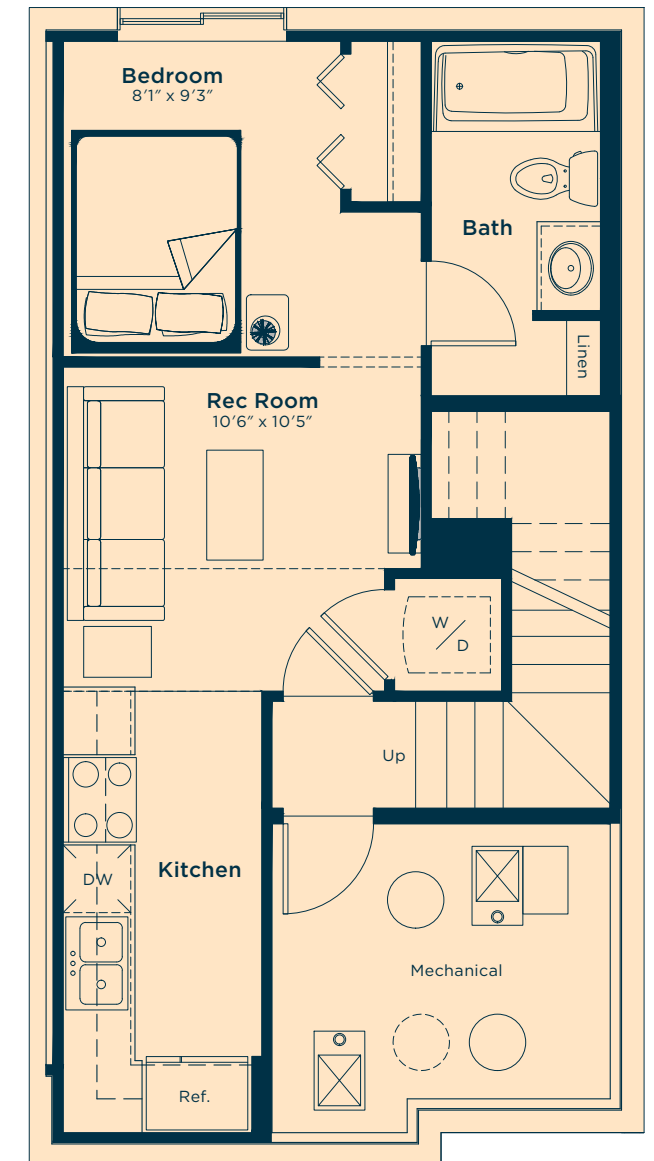 Bedroom
8'1" x 9'3"
Bath
Linen
Rec Room
10'6" x 10'5"
W/D
Up
Kitchen
DW
Mechanical
Ref.